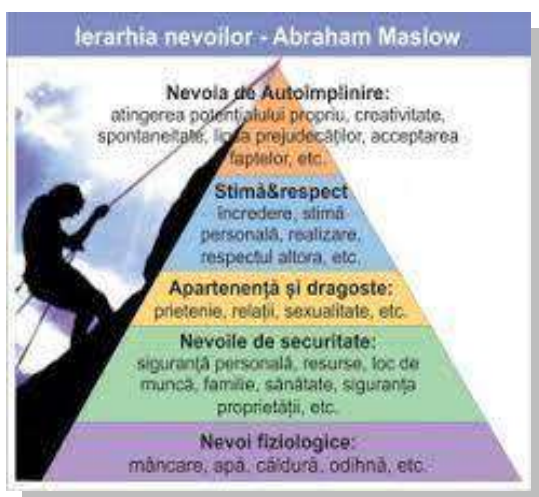 Ierarhia nevoilor - Abraham Maslow
Nevoia de Autoîmplinire:
atingerea potențialului propriu, creativitate,
spontaneitate, lipsa prejudecăților, acceptarea
faptelor, etc.
Stimă&respect
încredere, stimă
personală, realizare,
respectul altora, etc.
Apartenență și dragoste:
prietenie, relații, sexualitate, etc.
Nevoile de securitate:
siguranță personală, resurse, loc de
muncă, familie, sănătate, siguranța
proprietății, etc.
Nevoi fiziologice:
mâncare, apă, căldură, odihnă, etc.